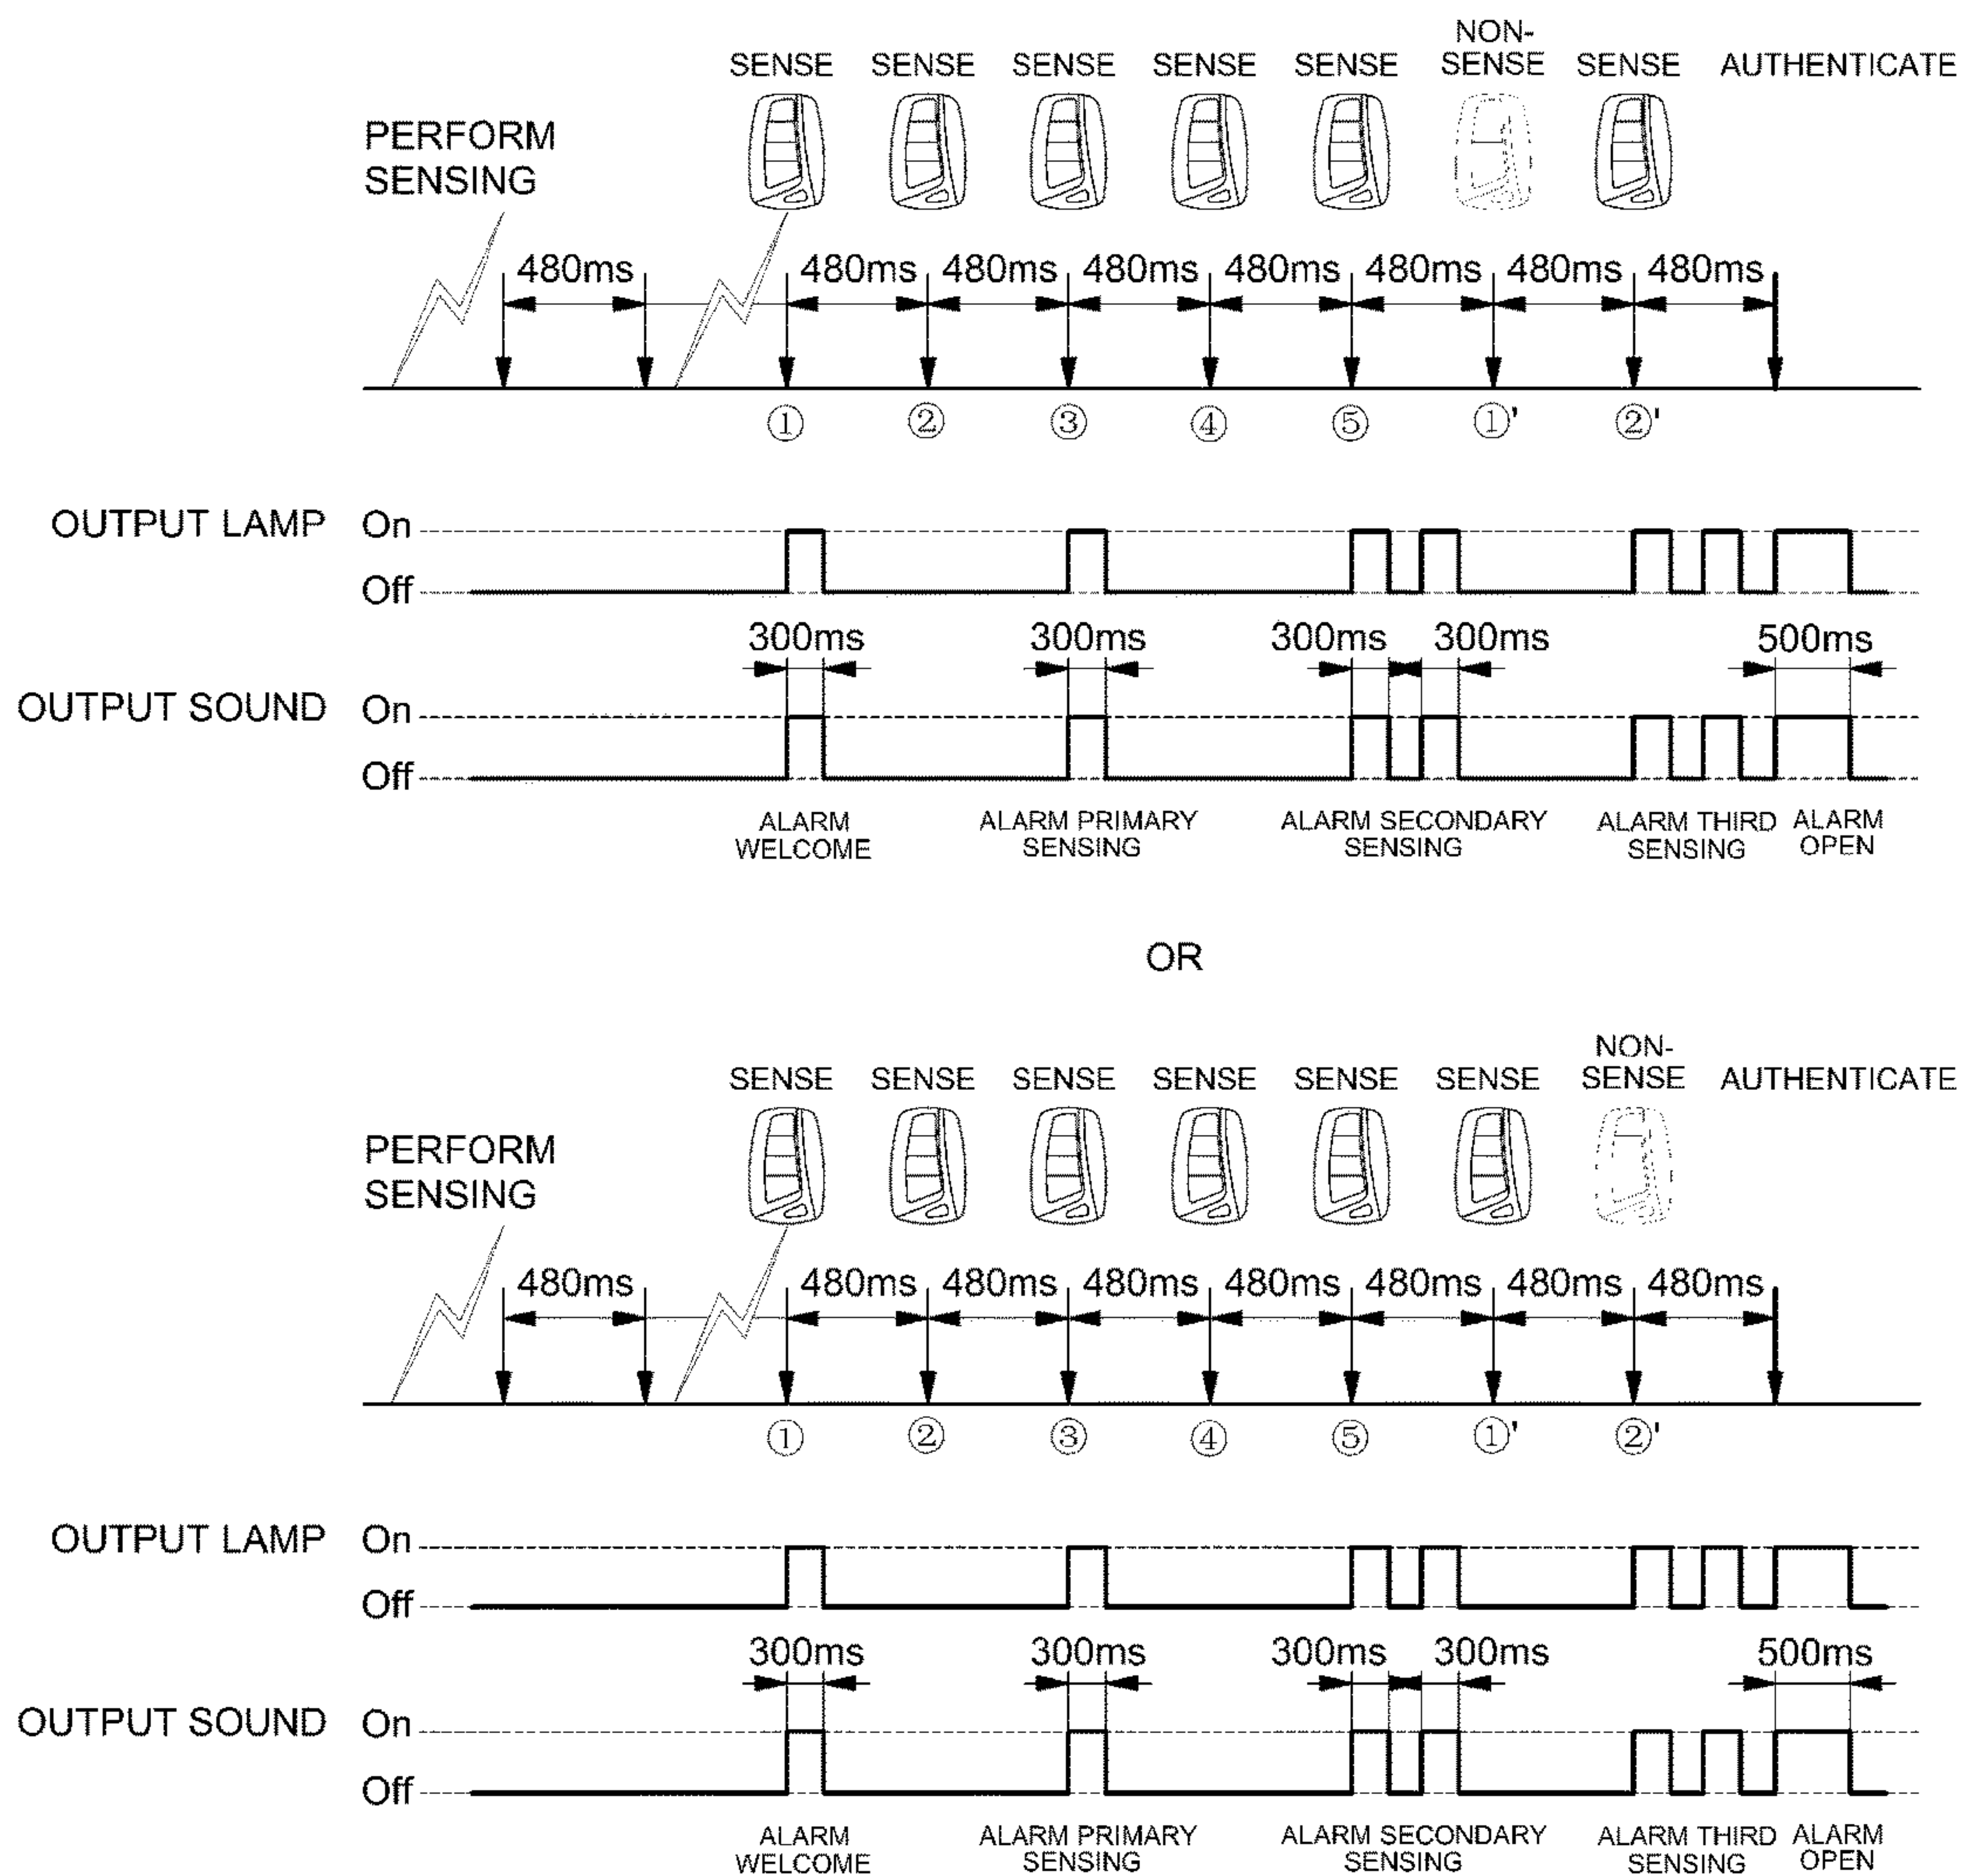 NON-
SENSE SENSE SENSE SENSE SENSE SENSE SENSE AUTHENTICATE
PERFORM
SENSING
480ms 480ms 480ms 480ms 480ms 480ms 480ms 480ms
① ② ③ ④ ⑤ ①' ②'
OUTPUT LAMP On
Off
300ms 300ms 300ms 300ms 500ms
OUTPUT SOUND On
Off
ALARM WELCOME
ALARM PRIMARY SENSING
ALARM SECONDARY SENSING
ALARM THIRD SENSING
ALARM OPEN
OR
NON-
SENSE SENSE SENSE SENSE SENSE SENSE SENSE AUTHENTICATE
PERFORM
SENSING
480ms 480ms 480ms 480ms 480ms 480ms 480ms 480ms
① ② ③ ④ ⑤ ①' ②'
OUTPUT LAMP On
Off
300ms 300ms 300ms 300ms 500ms
OUTPUT SOUND On
Off
ALARM WELCOME
ALARM PRIMARY SENSING
ALARM SECONDARY SENSING
ALARM THIRD SENSING
ALARM OPEN